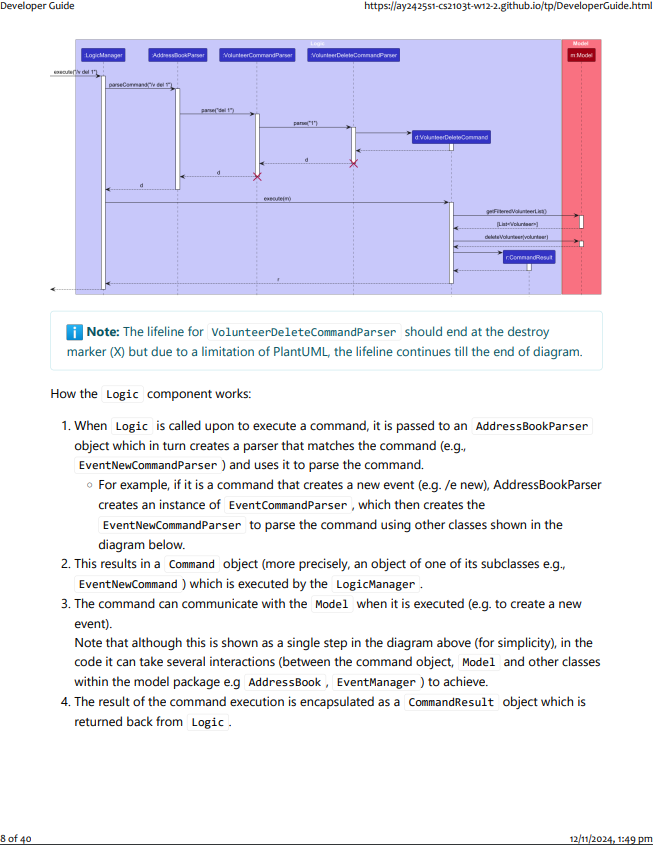 Developer Guide https://ay2425s1-cs2103t-w12-2.github.io/tp/DeveloperGuide.html
Logic Model
:LogicManager :AddressBookParser :VolunteerCommandParser :VolunteerDeleteCommandParser m:Model
execute("/v del 1")
parseCommand("/v del 1")
parse("del 1")
parse("1")
d:VolunteerDeleteCommand
d
d
d
execute(m)
getFilteredVolunteerList()
[List<Volunteer>]
deleteVolunteer(volunteer)
r:CommandResult
r
Note: The lifeline for VolunteerDeleteCommandParser should end at the destroy
marker (X) but due to a limitation of PlantUML, the lifeline continues till the end of diagram.
How the Logic component works:
1. When Logic is called upon to execute a command, it is passed to an AddressBookParser
object which in turn creates a parser that matches the command (e.g.,
EventNewCommandParser ) and uses it to parse the command.
○ For example, if it is a command that creates a new event (e.g. /e new), AddressBookParser
creates an instance of EventCommandParser , which then creates the
EventNewCommandParser to parse the command using other classes shown in the
diagram below.
2. This results in a Command object (more precisely, an object of one of its subclasses e.g.,
EventNewCommand ) which is executed by the LogicManager .
3. The command can communicate with the Model when it is executed (e.g. to create a new
event).
Note that although this is shown as a single step in the diagram above (for simplicity), in the
code it can take several interactions (between the command object, Model and other classes
within the model package e.g AddressBook , EventManager ) to achieve.
4. The result of the command execution is encapsulated as a CommandResult object which is
returned back from Logic .
8 of 40 12/11/2024, 1:49 pm